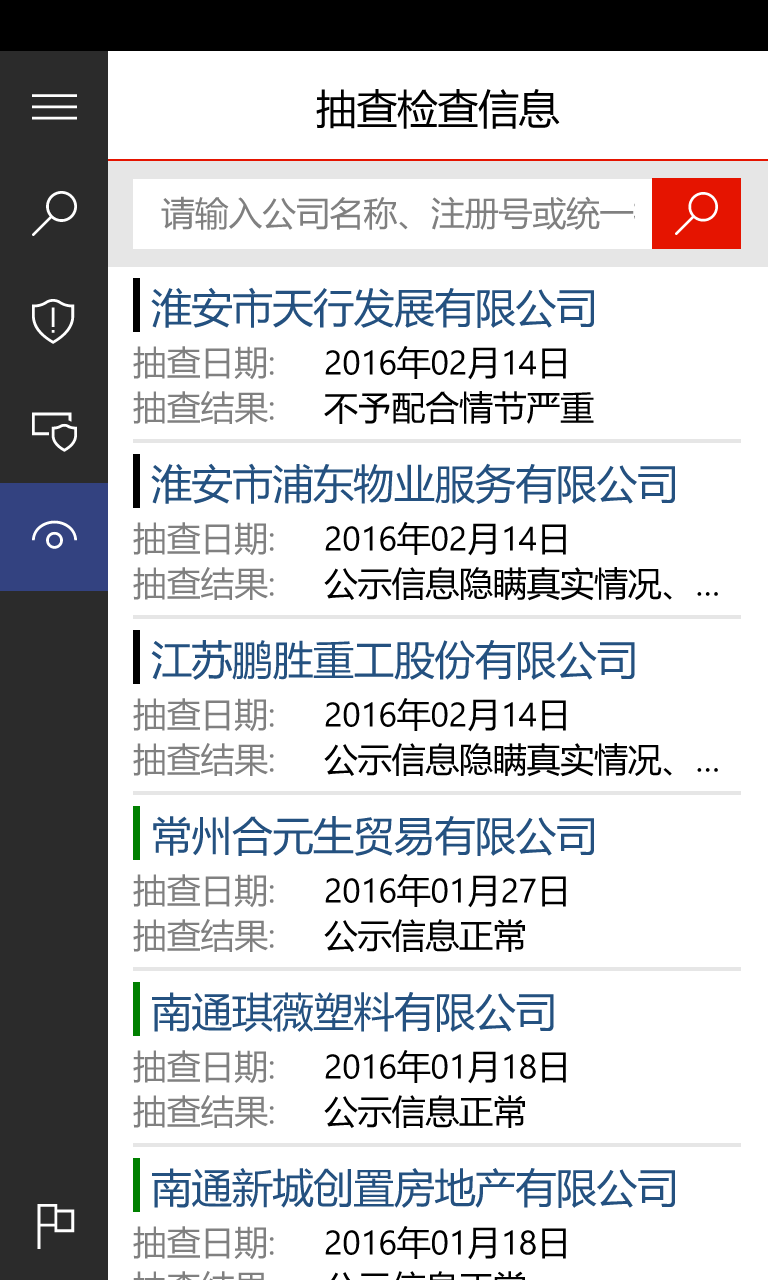 抽查检查信息
请输入公司名称、注册号或统一
淮安市天行发展有限公司
抽查日期: 2016年02月14日
抽查结果: 不予配合情节严重
淮安市浦东物业服务有限公司
抽查日期: 2016年02月14日
抽查结果: 公示信息隐瞒真实情况、...
江苏鹏胜重工股份有限公司
抽查日期: 2016年02月14日
抽查结果: 公示信息隐瞒真实情况、...
常州合元生贸易有限公司
抽查日期: 2016年01月27日
抽查结果: 公示信息正常
南通琪薇塑料有限公司
抽查日期: 2016年01月18日
抽查结果: 公示信息正常
南通新城创置房地产有限公司
抽查日期: 2016年01月18日